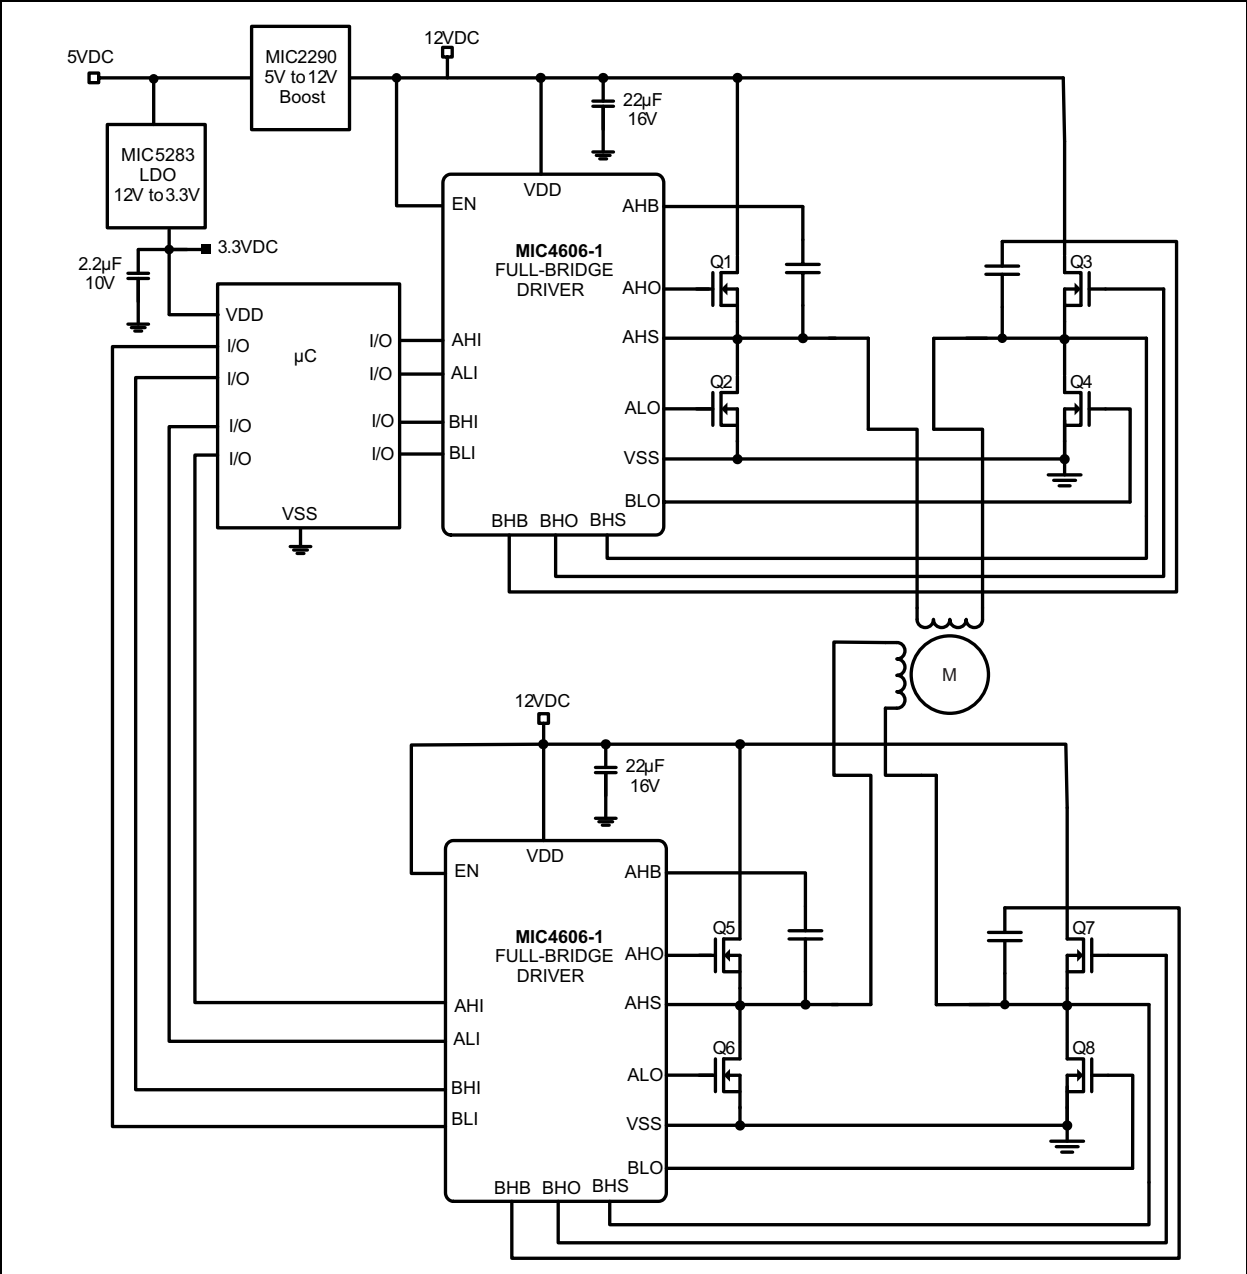 5VDC
MIC2290
5V to 12V
Boost
12VDC
22µF
16V
MIC5283
LDO
12V to 3.3V
3.3VDC
2.2µF
10V
VDD
I/O
I/O
I/O
I/O
µC
I/O
I/O
I/O
I/O
VSS
VDD
EN
MIC4606-1
FULL-BRIDGE
DRIVER
AHI
ALI
BHI
BLI
AHB
AHO
AHS
ALO
VSS
BLO
BHB BHO BHS
Q1
Q2
Q3
Q4
M
12VDC
22µF
16V
VDD
EN
MIC4606-1
FULL-BRIDGE
DRIVER
AHI
ALI
BHI
BLI
AHB
AHO
AHS
ALO
VSS
BLO
BHB BHO BHS
Q5
Q6
Q7
Q8